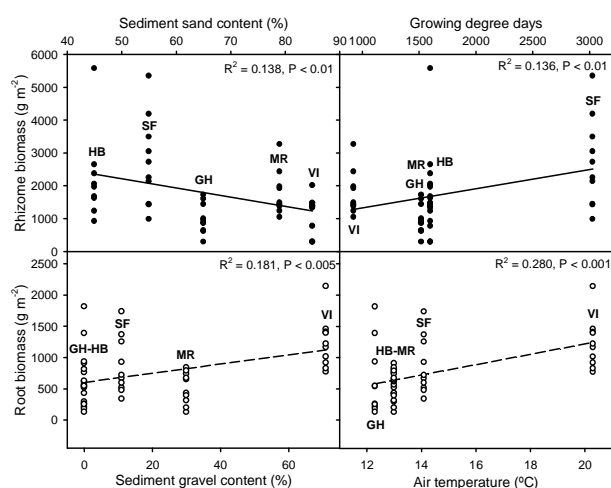 Sediment sand content (%)
Growing degree days
40 50 60 70 80 90
1000 1500 2000 2500 3000
Rhizome biomass (g m-2)
6000
5000
4000
3000
2000
1000
0
R2 = 0.138, P < 0.01
HB
SF
GH
MR
VI
R2 = 0.136, P < 0.01
SF
MR
HB
GH
VI
Root biomass (g m-2)
2500
2000
1500
1000
500
0
R2 = 0.181, P < 0.005
GH-HB
SF
MR
VI
R2 = 0.280, P < 0.001
SF
VI
HB-MR
GH
0 20 40 60
12 14 16 18 20
Sediment gravel content (%)
Air temperature (ºC)